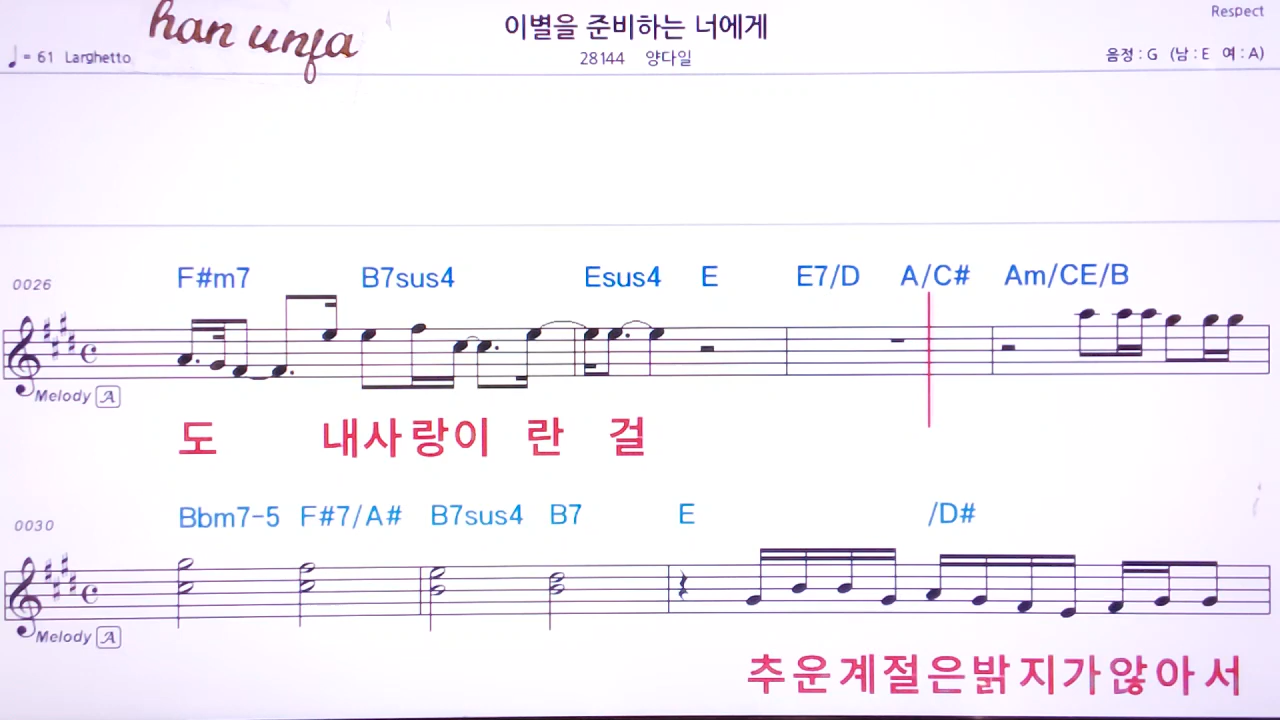 han unfa
이별을 준비하는 너에게
Respect
♩= 61 Larghetto
28144 양다일
음정 : G (남 : E 여 : A)
0026
F#m7 B7sus4 Esus4 E E7/D A/C# Am/CE/B
Melody A
도 내사랑이 란 걸
0030
Bbm7-5 F#7/A# B7sus4 B7 E /D#
Melody A
추운계절은밝지가않아서